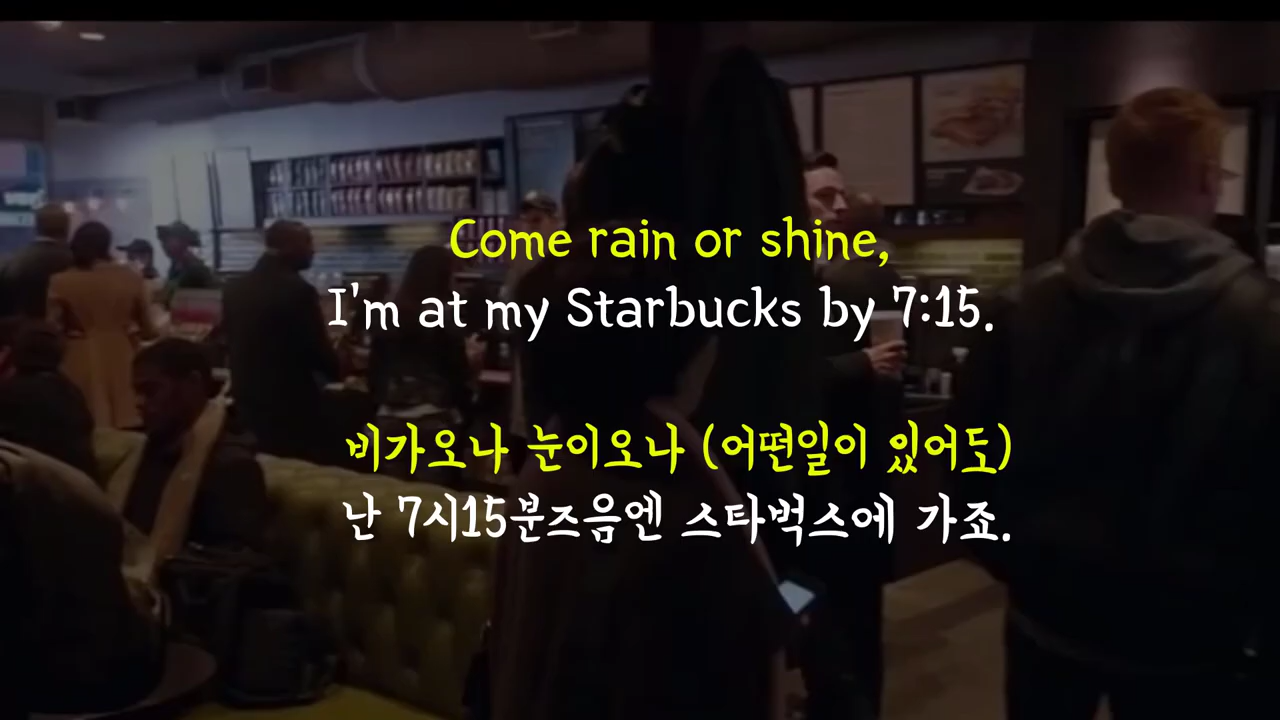 Come rain or shine,
I'm at my Starbucks by 7:15.
비가오나 눈이오나 (어떤일이 있어도)
난 7시15분즈음엔 스타벅스에 가죠.